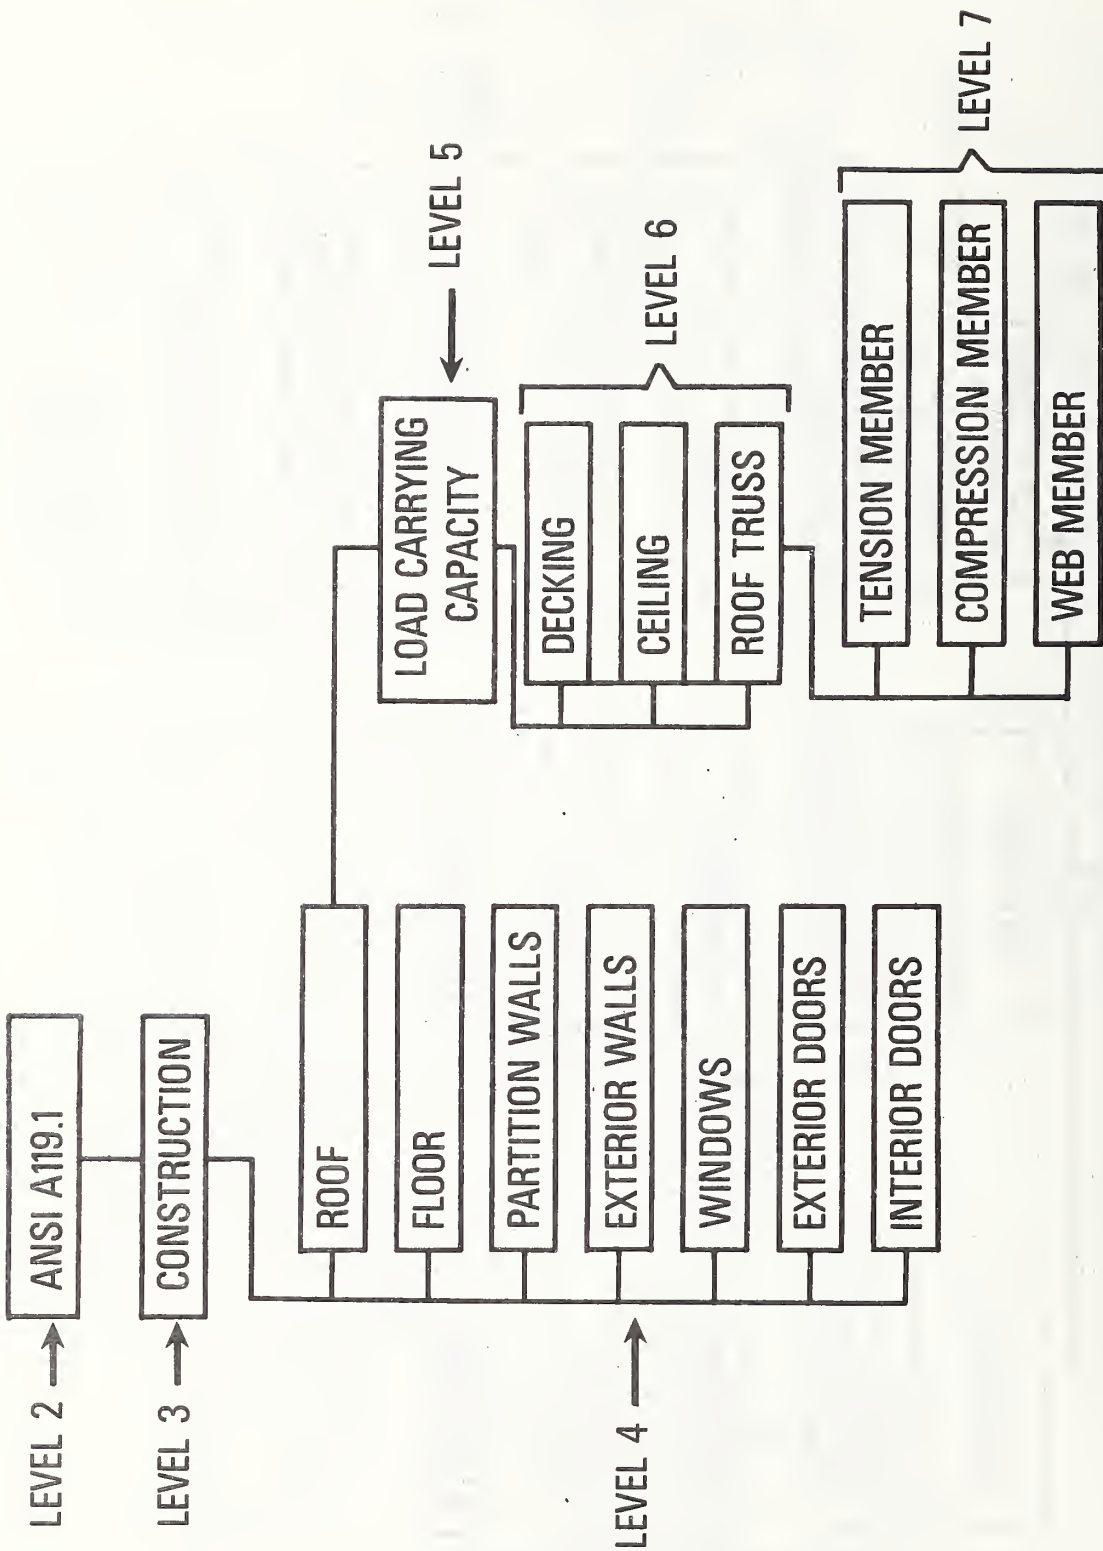 LEVEL 2
ANSI A119.1
LEVEL 3
CONSTRUCTION
LEVEL 4
ROOF
FLOOR
PARTITION WALLS
EXTERIOR WALLS
WINDOWS
EXTERIOR DOORS
INTERIOR DOORS
LOAD CARRYING
CAPACITY
LEVEL 5
DECKING
CEILING
ROOF TRUSS
LEVEL 6
TENSION MEMBER
COMPRESSION MEMBER
WEB MEMBER
LEVEL 7